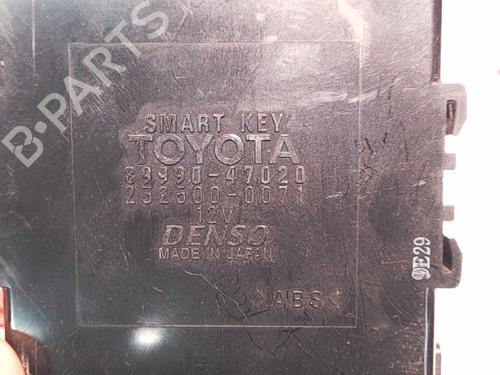 SMART KEY
TOYOTA
89990-47020
232500-0071
12V
DENSO
MADE IN JAPAN
>ABS<
9E29
B-PARTS